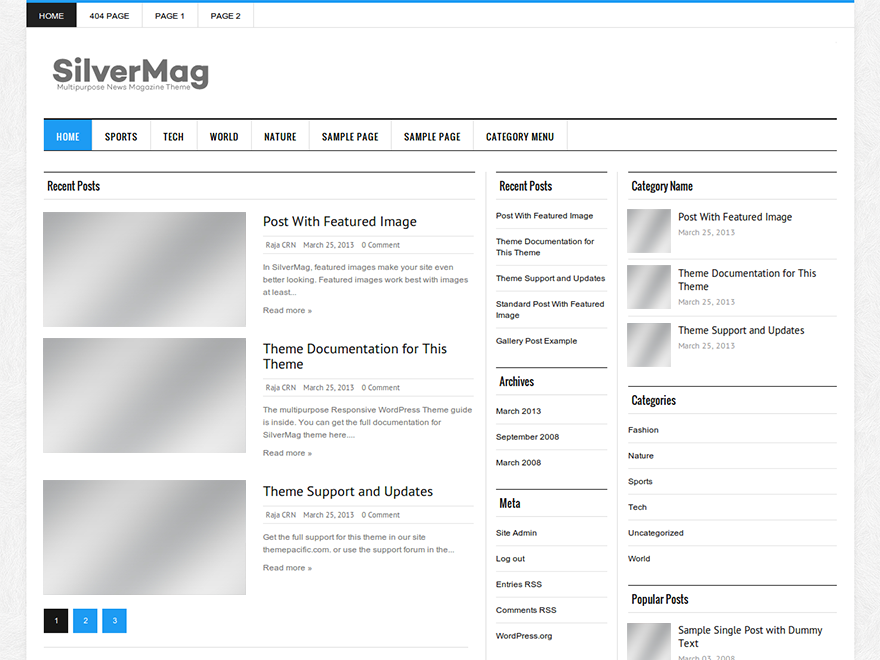 HOME 404 PAGE PAGE 1 PAGE 2
SilverMag
Multipurpose News Magazine Theme
HOME SPORTS TECH WORLD NATURE SAMPLE PAGE SAMPLE PAGE CATEGORY MENU
Recent Posts
Post With Featured Image
Raja CRN March 25, 2013 0 Comment
In SilverMag, featured images make your site even
better looking. Featured images work best with images
at least...
Read more »
Theme Documentation for This
Theme
Raja CRN March 25, 2013 0 Comment
The multipurpose Responsive WordPress Theme guide
is inside. You can get the full documentation for
SilverMag theme here....
Read more »
Theme Support and Updates
Raja CRN March 25, 2013 0 Comment
Get the full support for this theme in our site
themepacific.com. or use the support forum in the...
Read more »
1 2 3
Recent Posts
Post With Featured Image
Theme Documentation for
This Theme
Theme Support and Updates
Standard Post With Featured
Image
Gallery Post Example
Archives
March 2013
September 2008
March 2008
Meta
Site Admin
Log out
Entries RSS
Comments RSS
WordPress.org
Category Name
Post With Featured Image
March 25, 2013
Theme Documentation for This
Theme
March 25, 2013
Theme Support and Updates
March 25, 2013
Categories
Fashion
Nature
Sports
Tech
Uncategorized
World
Popular Posts
Sample Single Post with Dummy
Text
March 03, 2008